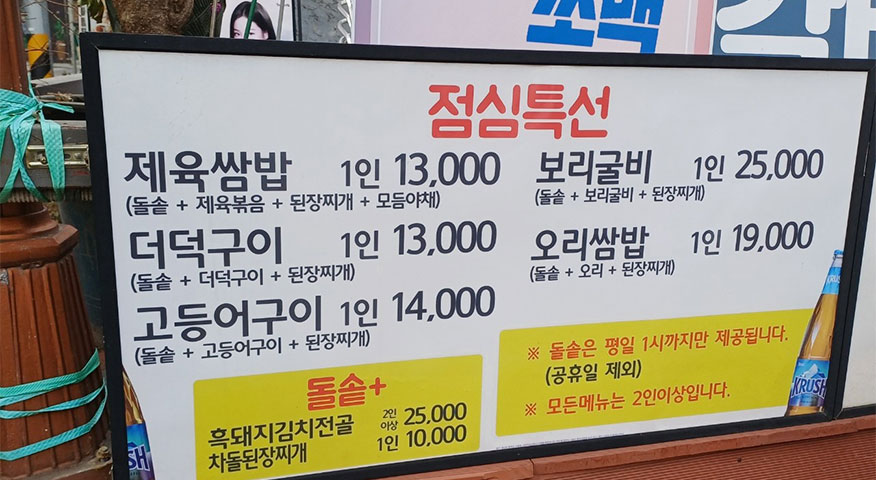 쪼백
점심특선
제육쌈밥 1인 13,000
(돌솥 + 제육볶음 + 된장찌개 + 모듬야채)
더덕구이 1인 13,000
(돌솥 + 더덕구이 + 된장찌개)
고등어구이 1인 14,000
(돌솥 + 고등어구이 + 된장찌개)
보리굴비 1인 25,000
(돌솥 + 보리굴비 + 된장찌개)
오리쌈밥 1인 19,000
(돌솥 + 오리 + 된장찌개)
돌솥+
흑돼지김치전골 2인이상 25,000
차돌된장찌개 1인 10,000
※ 돌솥은 평일 1시까지만 제공됩니다.
(공휴일 제외)
※ 모든메뉴는 2인이상입니다.
KRUSH
SH